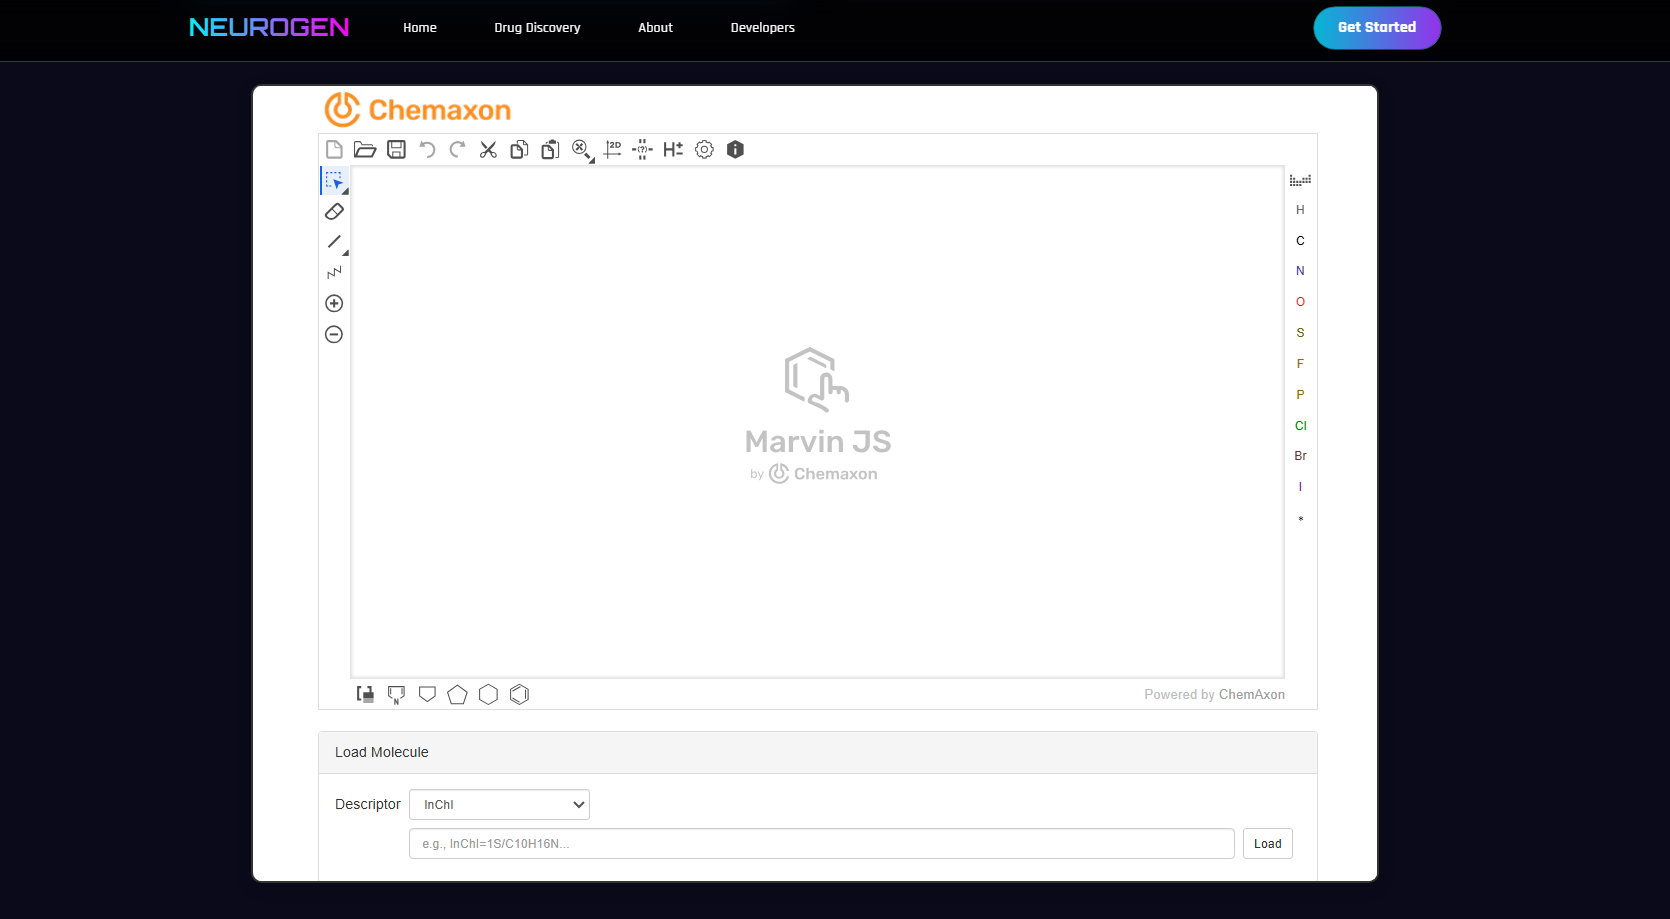 NEUROGEN
Home
Drug Discovery
About
Developers
Get Started
Chemaxon
2D
(?)
H±
i
H
C
N
O
S
F
P
Cl
Br
I
*
Marvin JS
by Chemaxon
N
Powered by ChemAxon
Load Molecule
Descriptor
InChI
e.g., InChI=1S/C10H16N...
Load